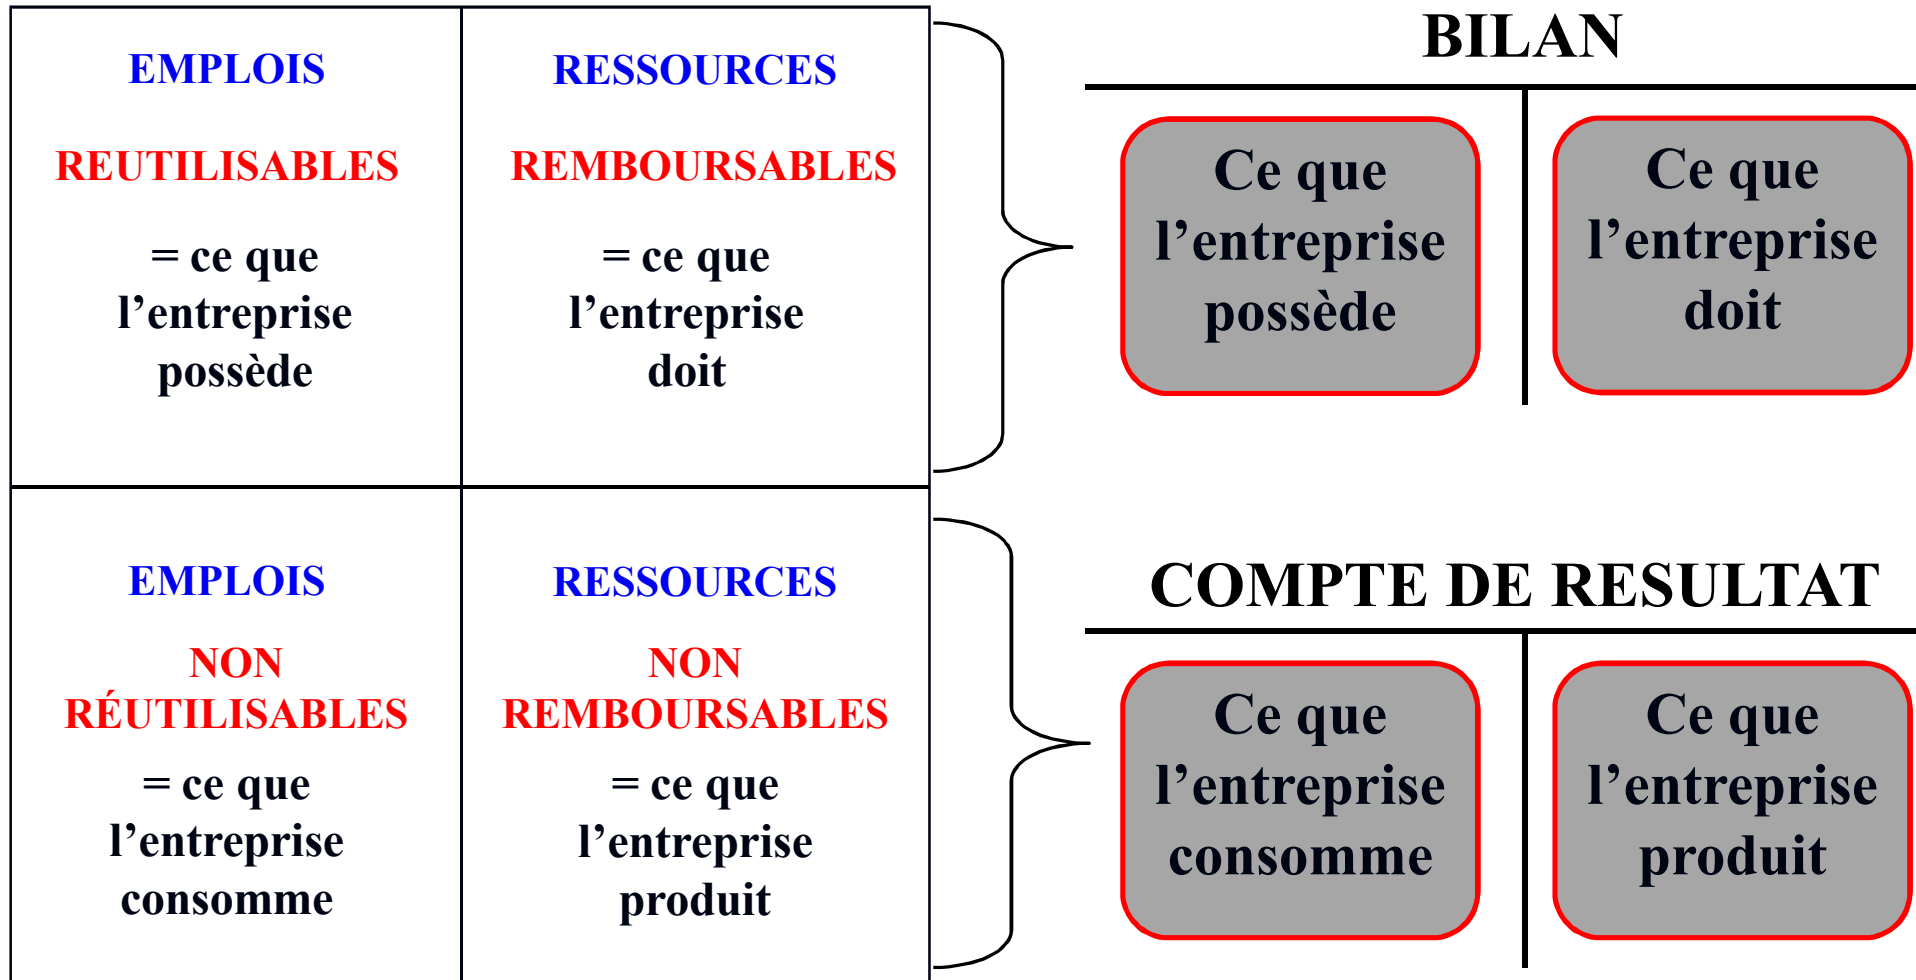 EMPLOIS
REUTILISABLES
= ce que
l’entreprise
possède
RESSOURCES
REMBOURSABLES
= ce que
l’entreprise
doit
BILAN
Ce que
l’entreprise
possède
Ce que
l’entreprise
doit
EMPLOIS
NON
RÉUTILISABLES
= ce que
l’entreprise
consomme
RESSOURCES
NON
REMBOURSABLES
= ce que
l’entreprise
produit
COMPTE DE RESULTAT
Ce que
l’entreprise
consomme
Ce que
l’entreprise
produit